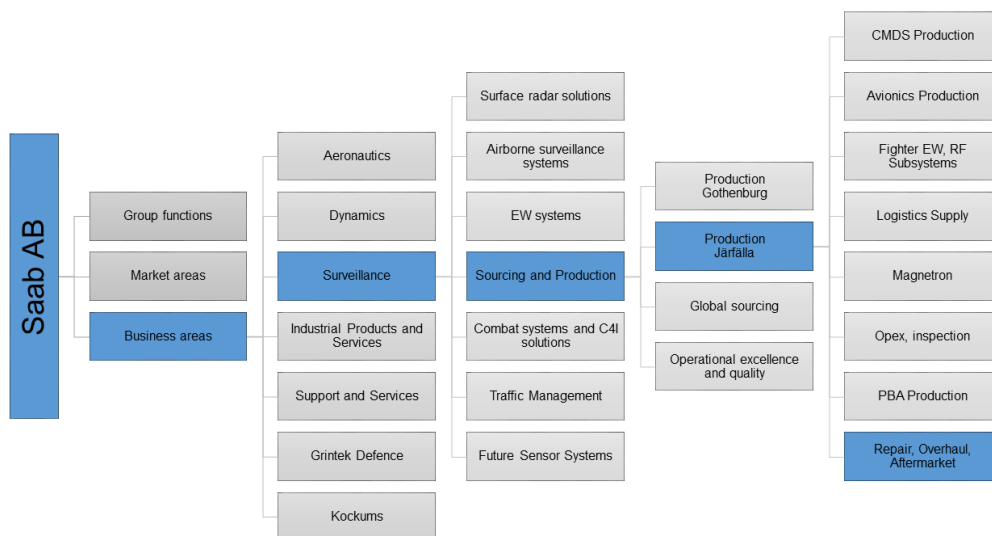 Saab AB
Group functions
Market areas
Business areas
Aeronautics
Dynamics
Surveillance
Industrial Products and
Services
Support and Services
Grintek Defence
Kockums
Surface radar solutions
Airborne surveillance
systems
EW systems
Sourcing and Production
Combat systems and C4I
solutions
Traffic Management
Future Sensor Systems
Production
Gothenburg
Production
Järfälla
Global sourcing
Operational excellence
and quality
CMDS Production
Avionics Production
Fighter EW, RF
Subsystems
Logistics Supply
Magnetron
Opex, inspection
PBA Production
Repair, Overhaul,
Aftermarket